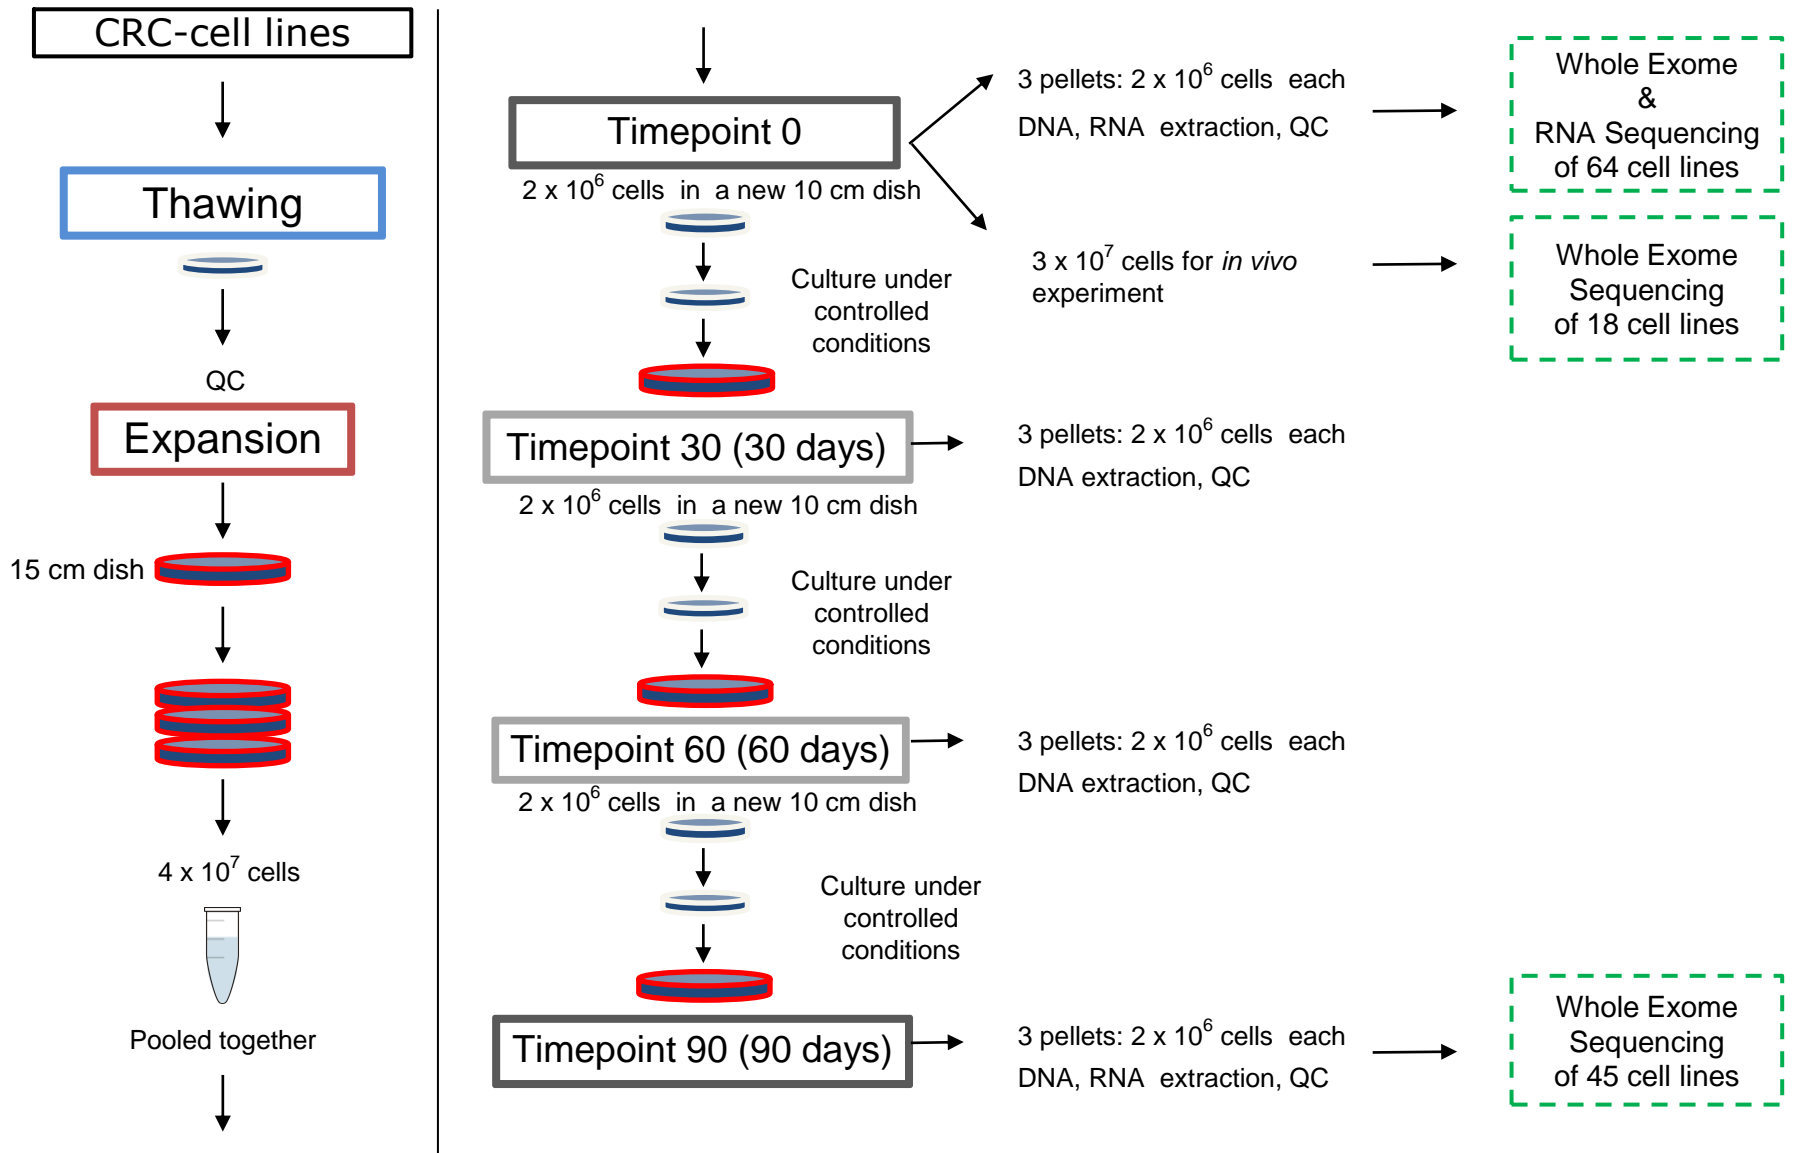 CRC-cell lines
Thawing
QC
Expansion
15 cm dish
4 x 10⁷ cells
Pooled together
Timepoint 0
2 x 10⁶ cells in a new 10 cm dish
Culture under
controlled
conditions
3 pellets: 2 x 10⁶ cells each
DNA, RNA extraction, QC
Whole Exome
&
RNA Sequencing
of 64 cell lines
3 x 10⁷ cells for in vivo
experiment
Whole Exome
Sequencing
of 18 cell lines
Timepoint 30 (30 days)
3 pellets: 2 x 10⁶ cells each
DNA extraction, QC
2 x 10⁶ cells in a new 10 cm dish
Culture under
controlled
conditions
Timepoint 60 (60 days)
3 pellets: 2 x 10⁶ cells each
DNA extraction, QC
2 x 10⁶ cells in a new 10 cm dish
Culture under
controlled
conditions
Timepoint 90 (90 days)
3 pellets: 2 x 10⁶ cells each
DNA, RNA extraction, QC
Whole Exome
Sequencing
of 45 cell lines